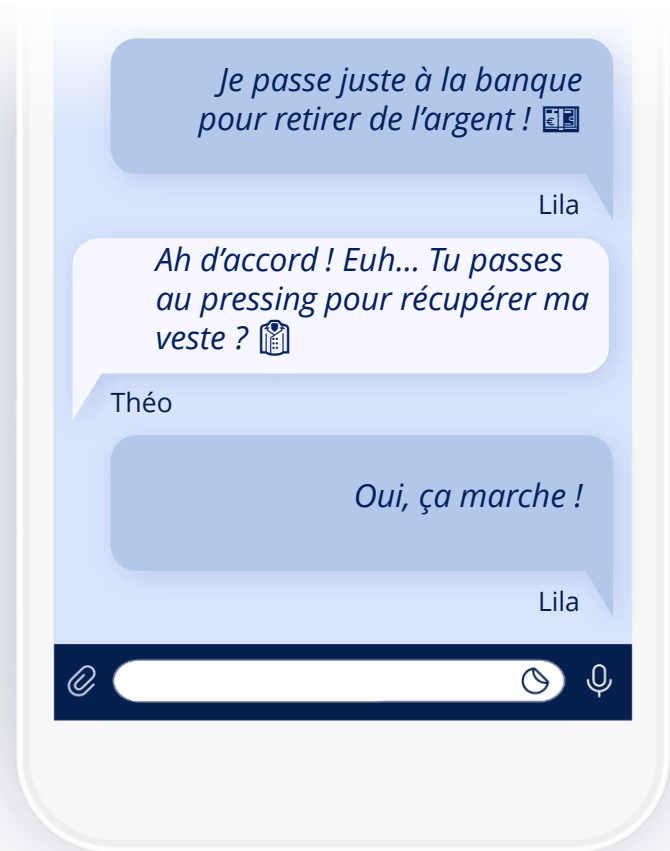 Je passe juste à la banque
pour retirer de l’argent ! 💶
Lila
Ah d’accord ! Euh... Tu passes
au pressing pour récupérer ma
veste ? 🧥
Théo
Oui, ça marche !
Lila